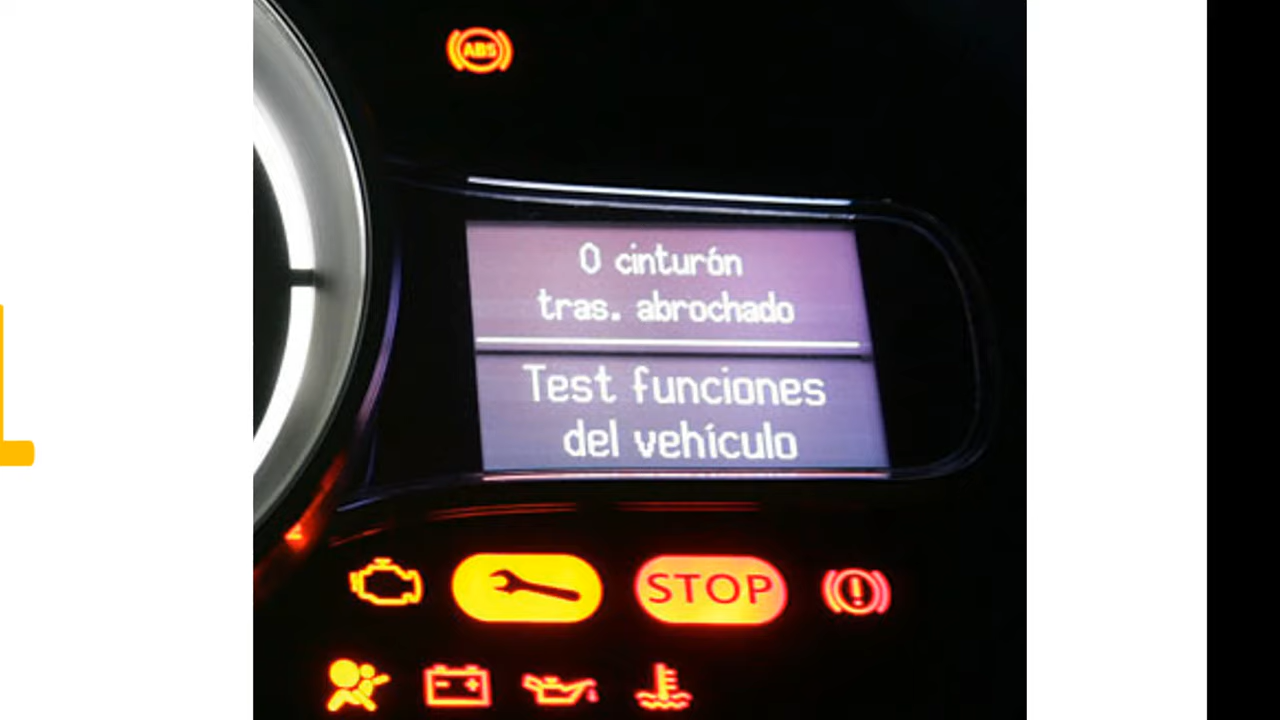 ABS
0 cinturón
tras. abrochado
Test funciones
del vehículo
STOP